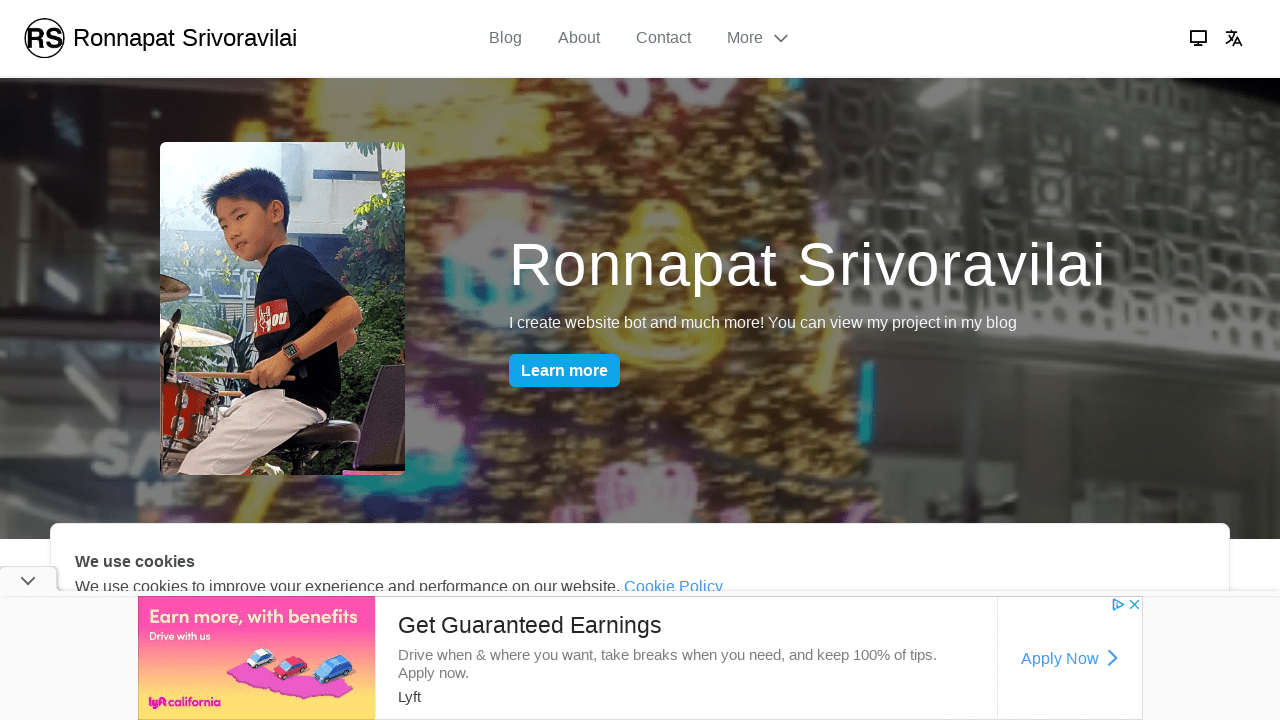 RS Ronnapat Srivoravilai
Blog
About
Contact
More
Ronnapat Srivoravilai
I create website bot and much more! You can view my project in my blog
Learn more
We use cookies
We use cookies to improve your experience and performance on our website. Cookie Policy
Earn more, with benefits
Drive with us
lyft california
Get Guaranteed Earnings
Drive when & where you want, take breaks when you need, and keep 100% of tips.
Apply now.
Lyft
Apply Now